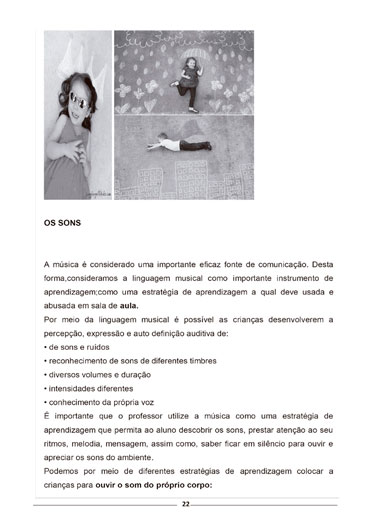 OS SONS
A música é considerado uma importante eficaz fonte de comunicação. Desta
forma,consideramos a linguagem musical como importante instrumento de
aprendizagem;como uma estratégia de aprendizagem a qual deve usada e
abusada em sala de aula.
Por meio da linguagem musical é possível as crianças desenvolverem a
percepção, expressão e auto definição auditiva de:
• de sons e ruídos
• reconhecimento de sons de diferentes timbres
• diversos volumes e duração
• intensidades diferentes
• conhecimento da própria voz
É importante que o professor utilize a música como uma estratégia de
aprendizagem que permita ao aluno descobrir os sons, prestar atenção ao seu
ritmos, melodia, mensagem, assim como, saber ficar em silêncio para ouvir e
apreciar os sons do ambiente.
Podemos por meio de diferentes estratégias de aprendizagem colocar a
crianças para ouvir o som do próprio corpo:
22